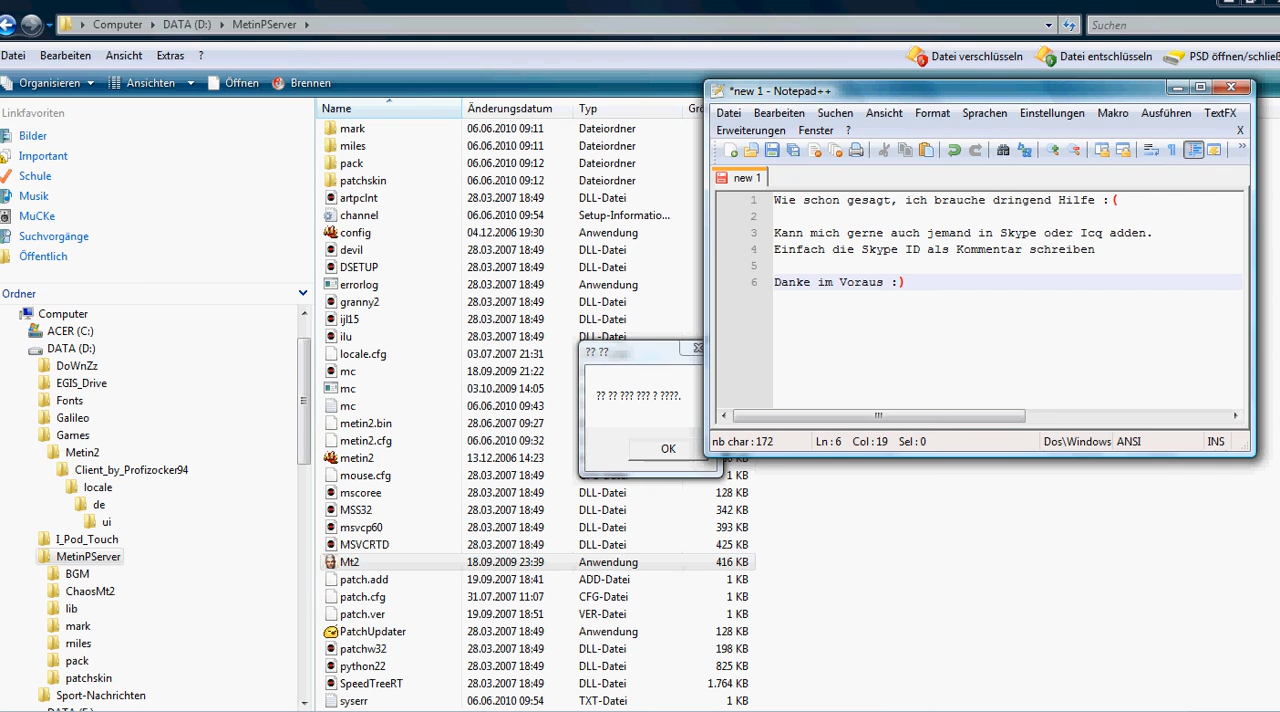 Computer DATA (D:) MetinPServer Suchen
Datei Bearbeiten Ansicht Extras ? Datei verschlüsseln Datei entschlüsseln PSD öffnen/schließ
Organisieren Ansichten Öffnen Brennen
Linkfavoriten
Bilder
Important
Schule
Musik
MuCKe
Suchvorgänge
Öffentlich
Ordner
Computer
ACER (C:)
DATA (D:)
DoWnZz
EGIS_Drive
Fonts
Galileo
Games
Metin2
Client_by_Profizocker94
locale
de
ui
I_Pod_Touch
MetinPServer
BGM
ChaosMt2
lib
mark
miles
pack
patchskin
Sport-Nachrichten
Name Änderungsdatum Typ
mark 06.06.2010 09:11 Dateiordner
miles 06.06.2010 09:11 Dateiordner
pack 06.06.2010 09:12 Dateiordner
patchskin 06.06.2010 09:12 Dateiordner
artpclnt 28.03.2007 18:49 DLL-Datei
channel 06.06.2010 09:54 Setup-Informatio...
config 04.12.2006 19:30 Anwendung
devil 28.03.2007 18:49 DLL-Datei
DSETUP 28.03.2007 18:49 DLL-Datei
errorlog 28.03.2007 18:49 Anwendung
granny2 28.03.2007 18:49 DLL-Datei
ijl15 28.03.2007 18:49 DLL-Datei
ilu 28.03.2007 18:49 DLL-Datei
locale.cfg 03.07.2007 21:31
mc 18.09.2009 21:22
mc 03.10.2009 14:05
mc 06.06.2010 09:43
metin2.bin 28.06.2007 09:27
metin2.cfg 06.06.2010 09:32
metin2 13.12.2006 14:23
mouse.cfg 28.03.2007 18:49 1 KB
mscoree 28.03.2007 18:49 DLL-Datei 128 KB
MSS32 28.03.2007 18:49 DLL-Datei 342 KB
msvcp60 28.03.2007 18:49 DLL-Datei 393 KB
MSVCRTD 28.03.2007 18:49 DLL-Datei 425 KB
Mt2 18.09.2009 23:39 Anwendung 416 KB
patch.add 19.09.2007 18:41 ADD-Datei 1 KB
patch.cfg 31.07.2007 11:07 CFG-Datei 1 KB
patch.ver 19.09.2007 18:51 VER-Datei 1 KB
PatchUpdater 28.03.2007 18:49 Anwendung 128 KB
patchw32 28.03.2007 18:49 DLL-Datei 198 KB
python22 28.03.2007 18:49 DLL-Datei 825 KB
SpeedTreeRT 28.03.2007 18:49 DLL-Datei 1.764 KB
syserr 06.06.2010 09:54 TXT-Datei 1 KB
?? ??
?? ?? ??? ??? ? ????.
OK
*new 1 - Notepad++
Datei Bearbeiten Suchen Ansicht Format Sprachen Einstellungen Makro Ausführen TextFX
Erweiterungen Fenster ? X
new 1
1 Wie schon gesagt, ich brauche dringend Hilfe :(
2
3 Kann mich gerne auch jemand in Skype oder Icq adden.
4 Einfach die Skype ID als Kommentar schreiben
5
6 Danke im Voraus :)
nb char:172 Ln:6 Col:19 Sel:0 Dos\Windows ANSI INS